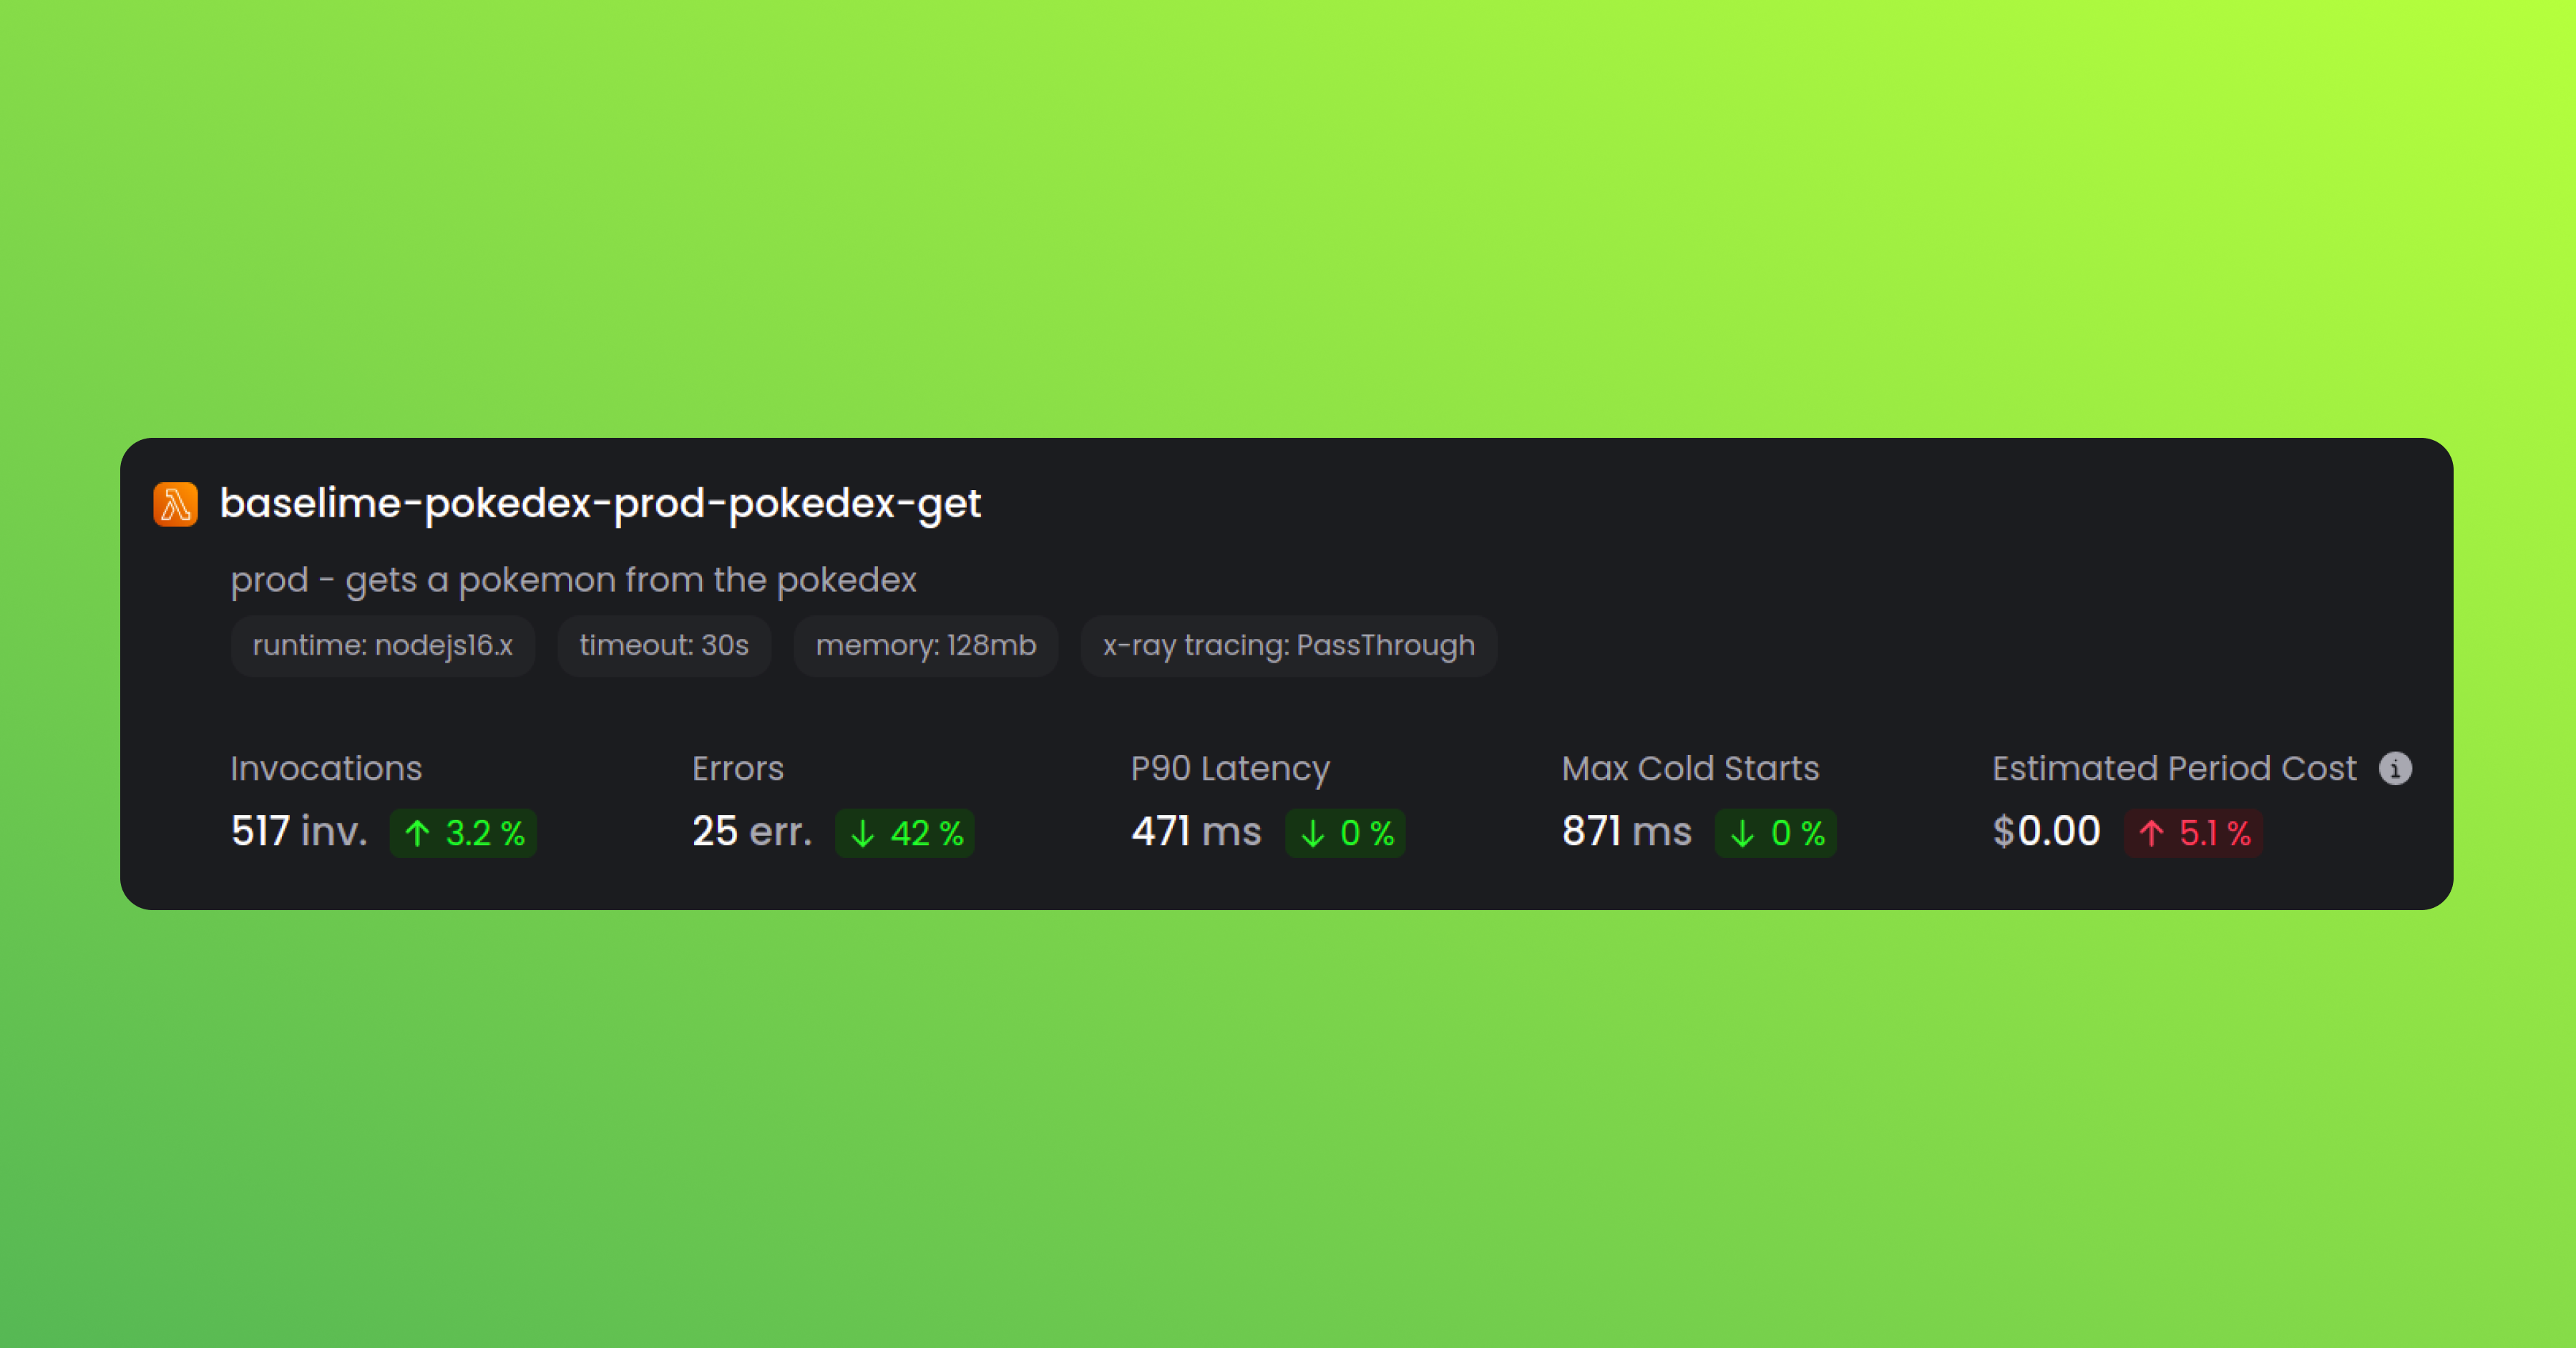 baselime-pokedex-prod-pokedex-get
prod - gets a pokemon from the pokedex
runtime: nodejs16.x timeout: 30s memory: 128mb x-ray tracing: PassThrough
Invocations Errors P90 Latency Max Cold Starts Estimated Period Cost i
517 inv. ↑ 3.2 % 25 err. ↓ 42 % 471 ms ↓ 0 % 871 ms ↓ 0 % $0.00 ↑ 5.1 %